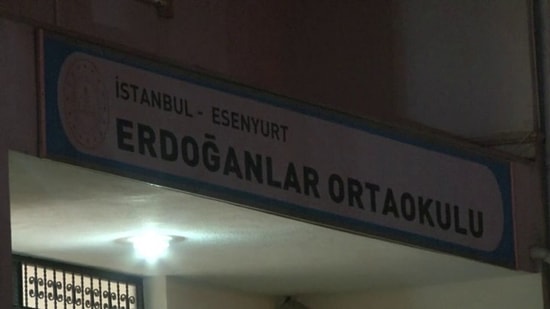 İSTANBUL - ESENYURT
ERDOĞANLAR ORTAOKULU